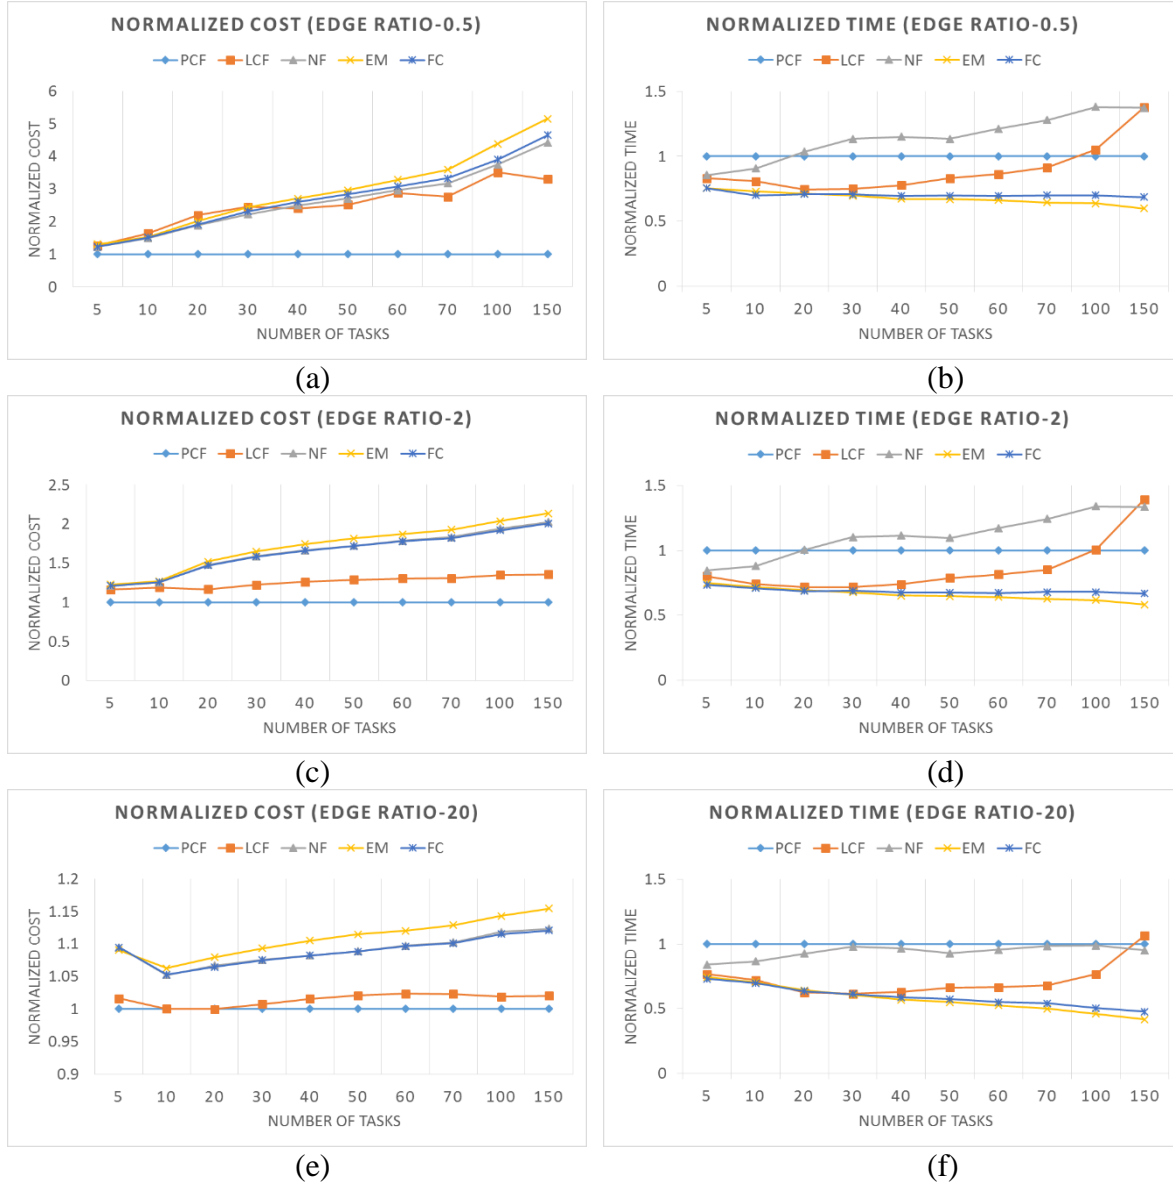 NORMALIZED COST (EDGE RATIO-0.5)
PCF LCF NF EM FC
NORMALIZED COST
6
5
4
3
2
1
0
5 10 20 30 40 50 60 70 100 150
NUMBER OF TASKS
(a)
NORMALIZED TIME (EDGE RATIO-0.5)
PCF LCF NF EM FC
NORMALIZED TIME
1.5
1
0.5
0
5 10 20 30 40 50 60 70 100 150
NUMBER OF TASKS
(b)
NORMALIZED COST (EDGE RATIO-2)
PCF LCF NF EM FC
NORMALIZED COST
2.5
2
1.5
1
0.5
0
5 10 20 30 40 50 60 70 100 150
NUMBER OF TASKS
(c)
NORMALIZED TIME (EDGE RATIO-2)
PCF LCF NF EM FC
NORMALIZED TIME
1.5
1
0.5
0
5 10 20 30 40 50 60 70 100 150
NUMBER OF TASKS
(d)
NORMALIZED COST (EDGE RATIO-20)
PCF LCF NF EM FC
NORMALIZED COST
1.2
1.15
1.1
1.05
1
0.95
0.9
5 10 20 30 40 50 60 70 100 150
NUMBER OF TASKS
(e)
NORMALIZED TIME (EDGE RATIO-20)
PCF LCF NF EM FC
NORMALIZED TIME
1.5
1
0.5
0
5 10 20 30 40 50 60 70 100 150
NUMBER OF TASKS
(f)